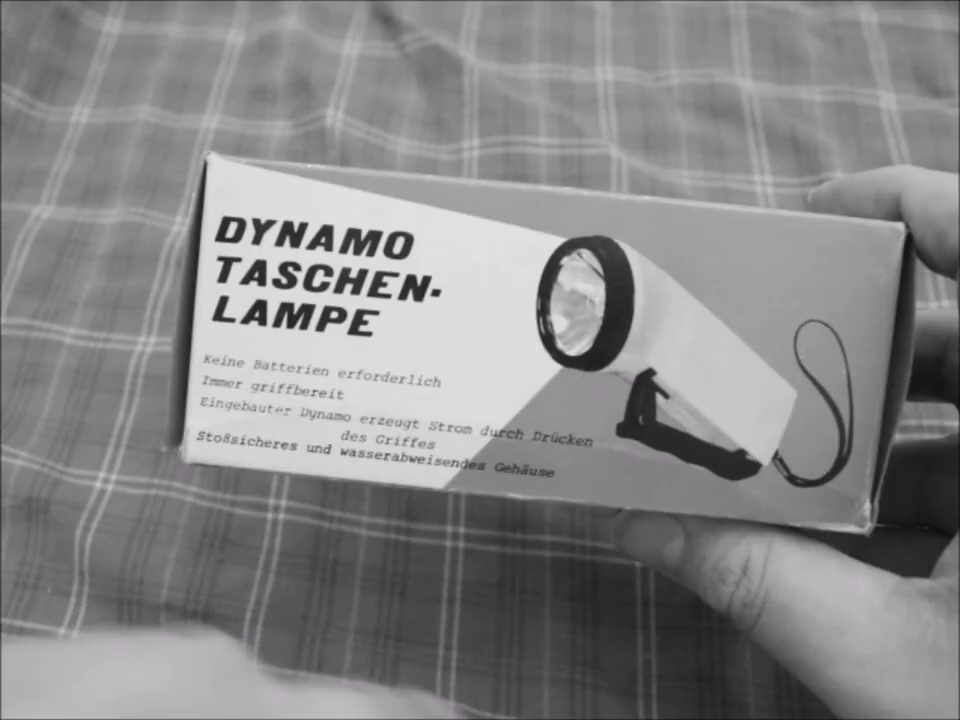 DYNAMO
TASCHEN-
LAMPE
Keine Batterien erforderlich
Immer griffbereit
Eingebauter Dynamo erzeugt Strom durch Drücken
des Griffes
Stoßsicheres und wasserabweisendes Gehäuse